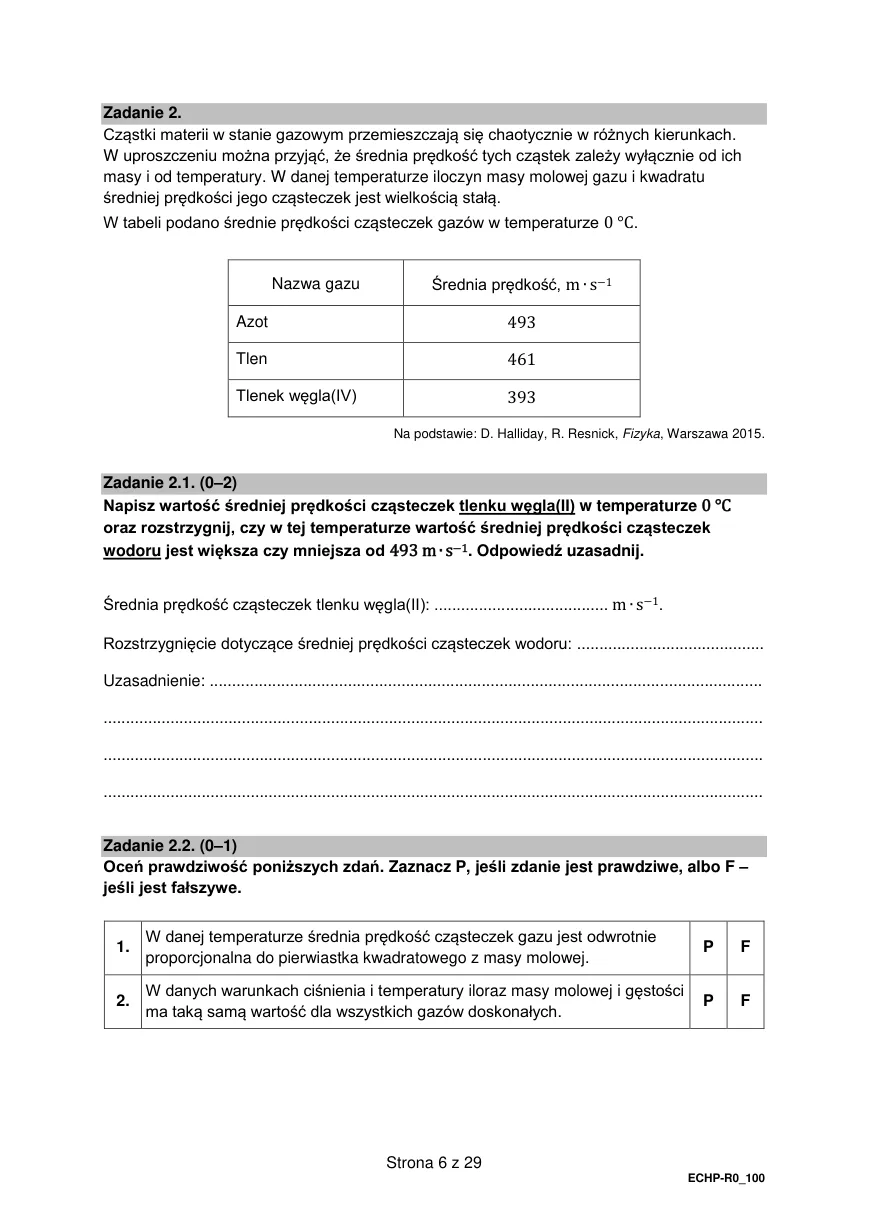 Zadanie 2.
Cząstki materii w stanie gazowym przemieszczają się chaotycznie w różnych kierunkach.
W uproszczeniu można przyjąć, że średnia prędkość tych cząstek zależy wyłącznie od ich
masy i od temperatury. W danej temperaturze iloczyn masy molowej gazu i kwadratu
średniej prędkości jego cząsteczek jest wielkością stałą.
W tabeli podano średnie prędkości cząsteczek gazów w temperaturze 0 °C.
Nazwa gazu Średnia prędkość, m·s⁻¹
Azot 493
Tlen 461
Tlenek węgla(IV) 393
Na podstawie: D. Halliday, R. Resnick, Fizyka, Warszawa 2015.
Zadanie 2.1. (0–2)
Napisz wartość średniej prędkości cząsteczek tlenku węgla(II) w temperaturze 0 °C
oraz rozstrzygnij, czy w tej temperaturze wartość średniej prędkości cząsteczek
wodoru jest większa czy mniejsza od 493 m·s⁻¹. Odpowiedź uzasadnij.
Średnia prędkość cząsteczek tlenku węgla(II): ....................................... m·s⁻¹.
Rozstrzygnięcie dotyczące średniej prędkości cząsteczek wodoru: ..........................................
Uzasadnienie: ............................................................................................................................
....................................................................................................................................................
....................................................................................................................................................
....................................................................................................................................................
Zadanie 2.2. (0–1)
Oceń prawdziwość poniższych zdań. Zaznacz P, jeśli zdanie jest prawdziwe, albo F –
jeśli jest fałszywe.
1. W danej temperaturze średnia prędkość cząsteczek gazu jest odwrotnie
proporcjonalna do pierwiastka kwadratowego z masy molowej. P F
2. W danych warunkach ciśnienia i temperatury iloraz masy molowej i gęstości
ma taką samą wartość dla wszystkich gazów doskonałych. P F
Strona 6 z 29
ECHP-R0_100